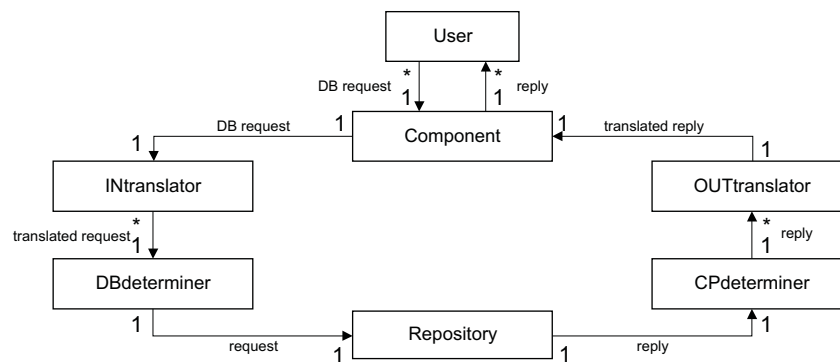 User
* *
DB request reply
1 1
DB request 1 Component 1 translated reply
1 1
INtranslator OUTtranslator
* *
translated request reply
1 1
DBdeterminer CPdeterminer
1 1
request Repository reply
1 1